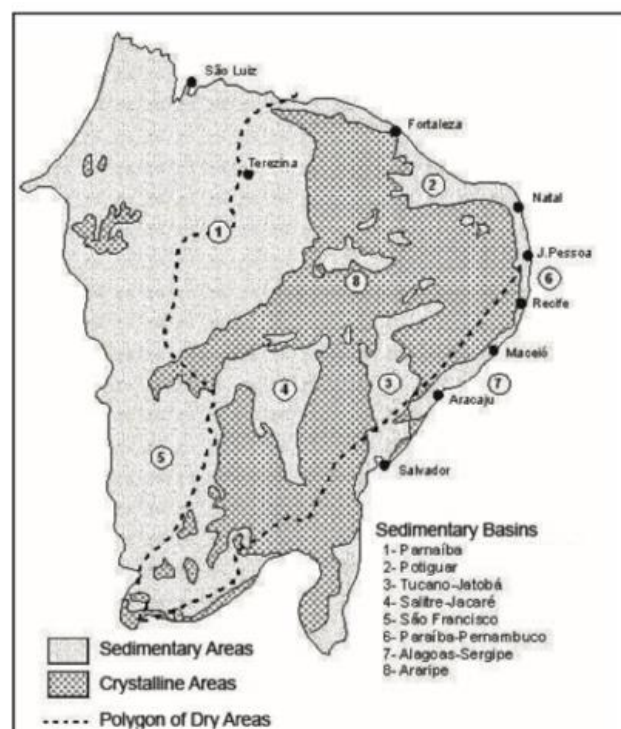 São Luiz
Fortaleza
Terezina
2
Natal
1
J.Pessoa
8
6
Recife
Maceió
4
3
7
Aracaju
5
Salvador
Sedimentary Basins
1- Parnaíba
2- Potiguar
3- Tucano-Jatobá
4- Salitre-Jacaré
5- São Francisco
6- Paraíba-Pernambuco
7- Alagoas-Sergipe
8- Araripe
Sedimentary Areas
Crystalline Areas
Polygon of Dry Areas